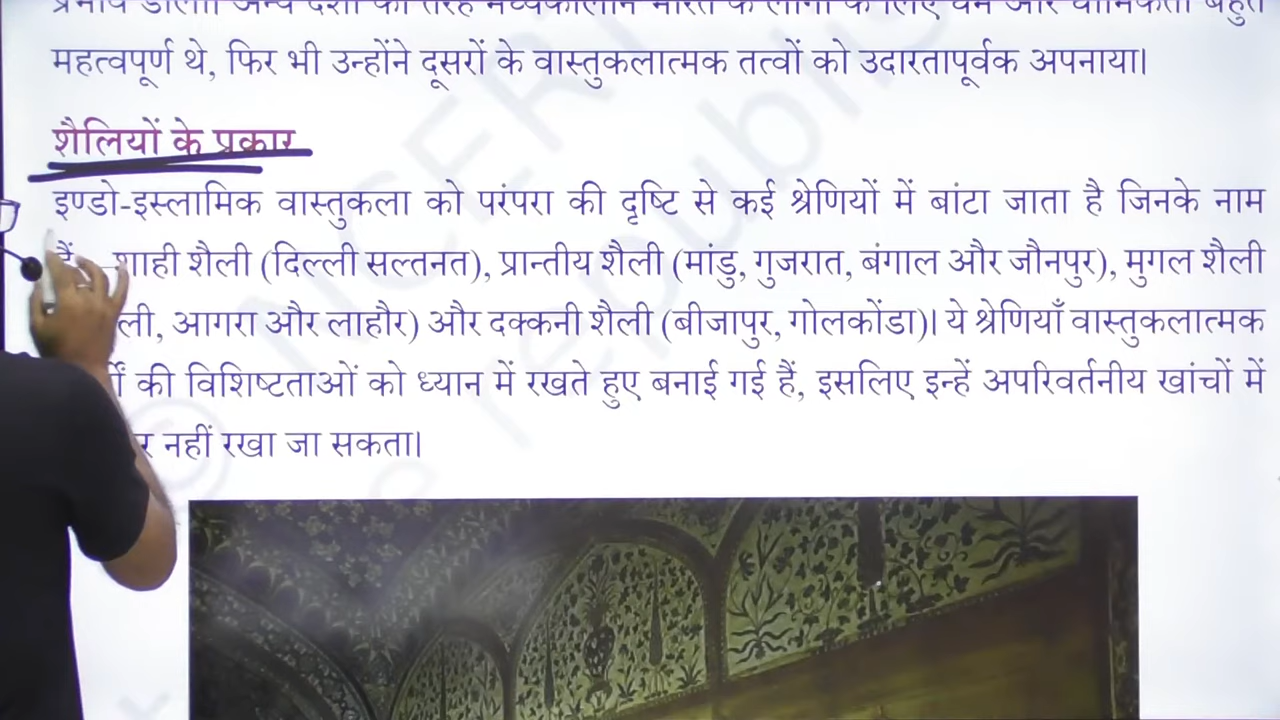 महत्वपूर्ण थे, फिर भी उन्होंने दूसरों के वास्तुकलात्मक तत्वों को उदारतापूर्वक अपनाया।
शैलियों के प्रकार
इण्डो-इस्लामिक वास्तुकला को परंपरा की दृष्टि से कई श्रेणियों में बांटा जाता है जिनके नाम
हैं— शाही शैली (दिल्ली सल्तनत), प्रान्तीय शैली (मांडु, गुजरात, बंगाल और जौनपुर), मुगल शैली
आगरा और लाहौर) और दक्कनी शैली (बीजापुर, गोलकोंडा)। ये श्रेणियाँ वास्तुकलात्मक
की विशिष्टताओं को ध्यान में रखते हुए बनाई गई हैं, इसलिए इन्हें अपरिवर्तनीय खांचों में
नहीं रखा जा सकता।